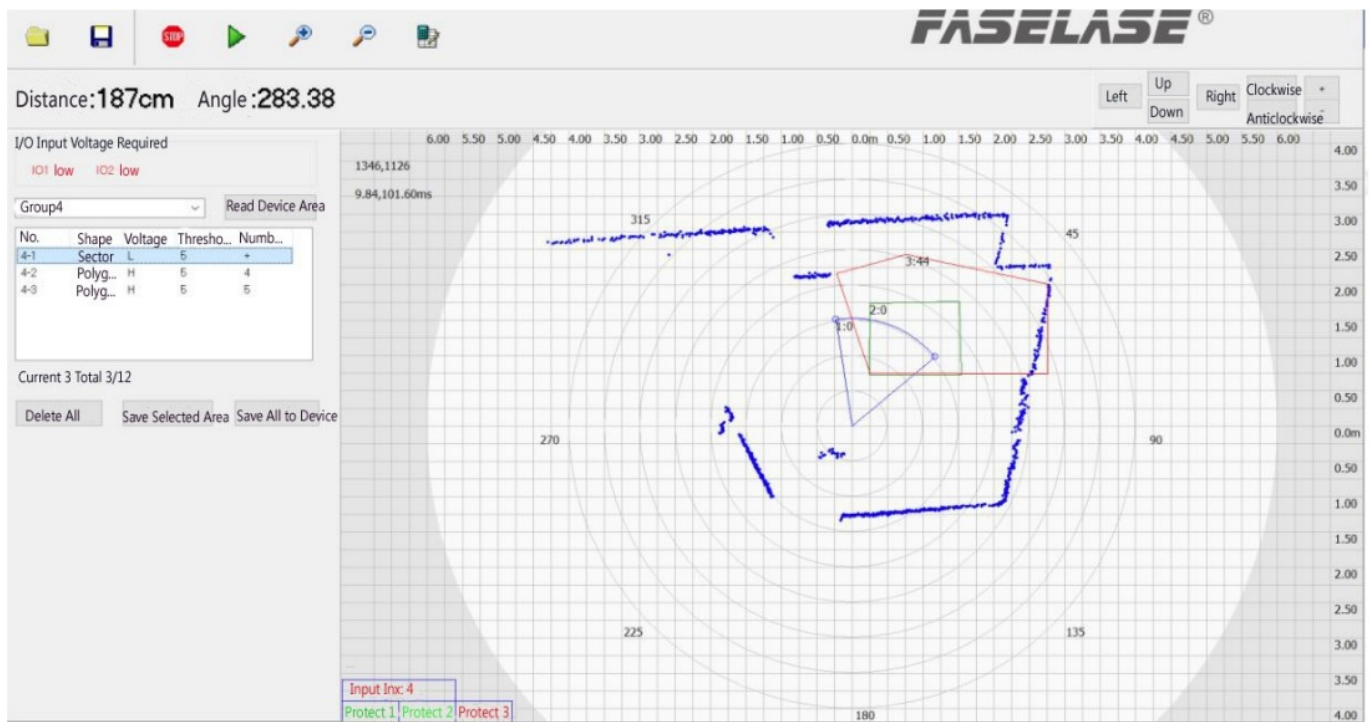 STOP
FASELASE®
Distance:187cm Angle:283.38
Left Up Down Right Clockwise + Anticlockwise -
I/O Input Voltage Required
IO1 low IO2 low
Group4 Read Device Area
No. Shape Voltage Thresho... Numb...
4-1 Sector L 5 +
4-2 Polyg... H 5 4
4-3 Polyg... H 5 5
Current 3 Total 3/12
Delete All Save Selected Area Save All to Device
6.00 5.50 5.00 4.50 4.00 3.50 3.00 2.50 2.00 1.50 1.00 0.50 0.0m 0.50 1.00 1.50 2.00 2.50 3.00 3.50 4.00 4.50 5.00 5.50 6.00
1346,1126
9.84,101.60ms
315
45
3:44
2:0
1:0
270
90
225
135
180
4.00
3.50
3.00
2.50
2.00
1.50
1.00
0.50
0.0m
0.50
1.00
1.50
2.00
2.50
3.00
3.50
4.00
...
Input Inx: 4
Protect 1 Protect 2 Protect 3